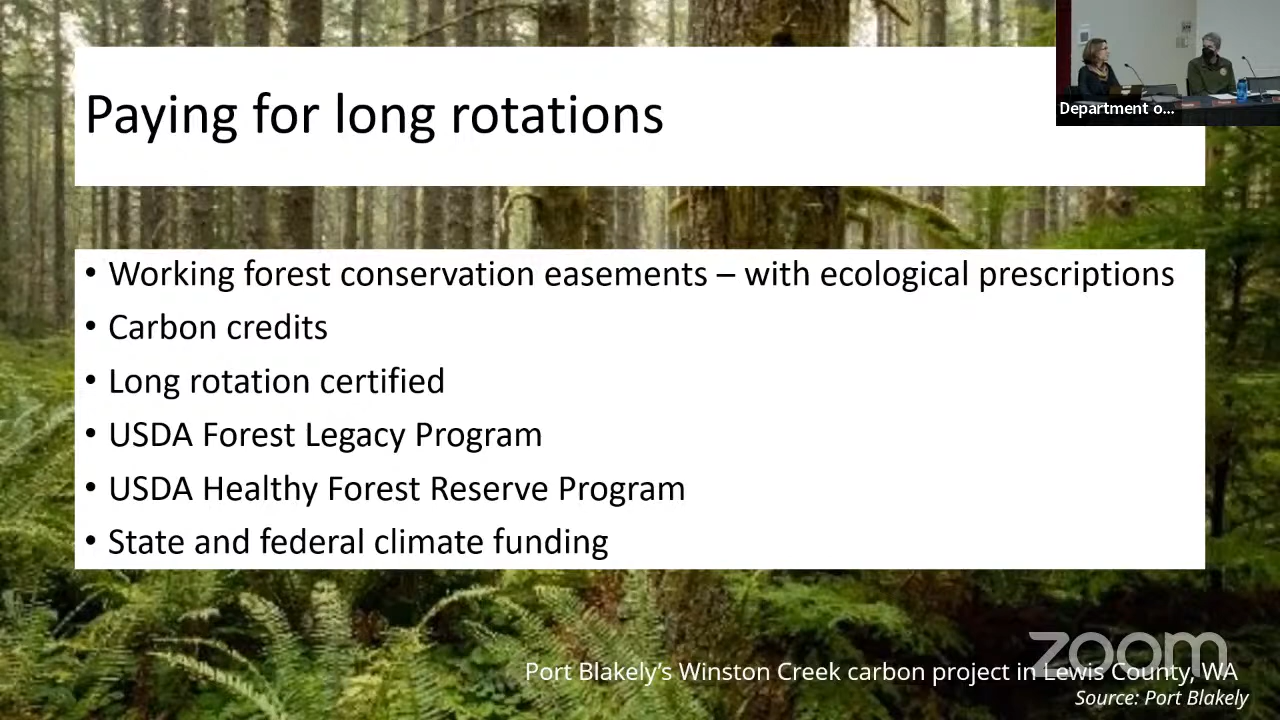 Paying for long rotations
Department o...
• Working forest conservation easements – with ecological prescriptions
• Carbon credits
• Long rotation certified
• USDA Forest Legacy Program
• USDA Healthy Forest Reserve Program
• State and federal climate funding
zoom
Port Blakely’s Winston Creek carbon project in Lewis County, WA
Source: Port Blakely